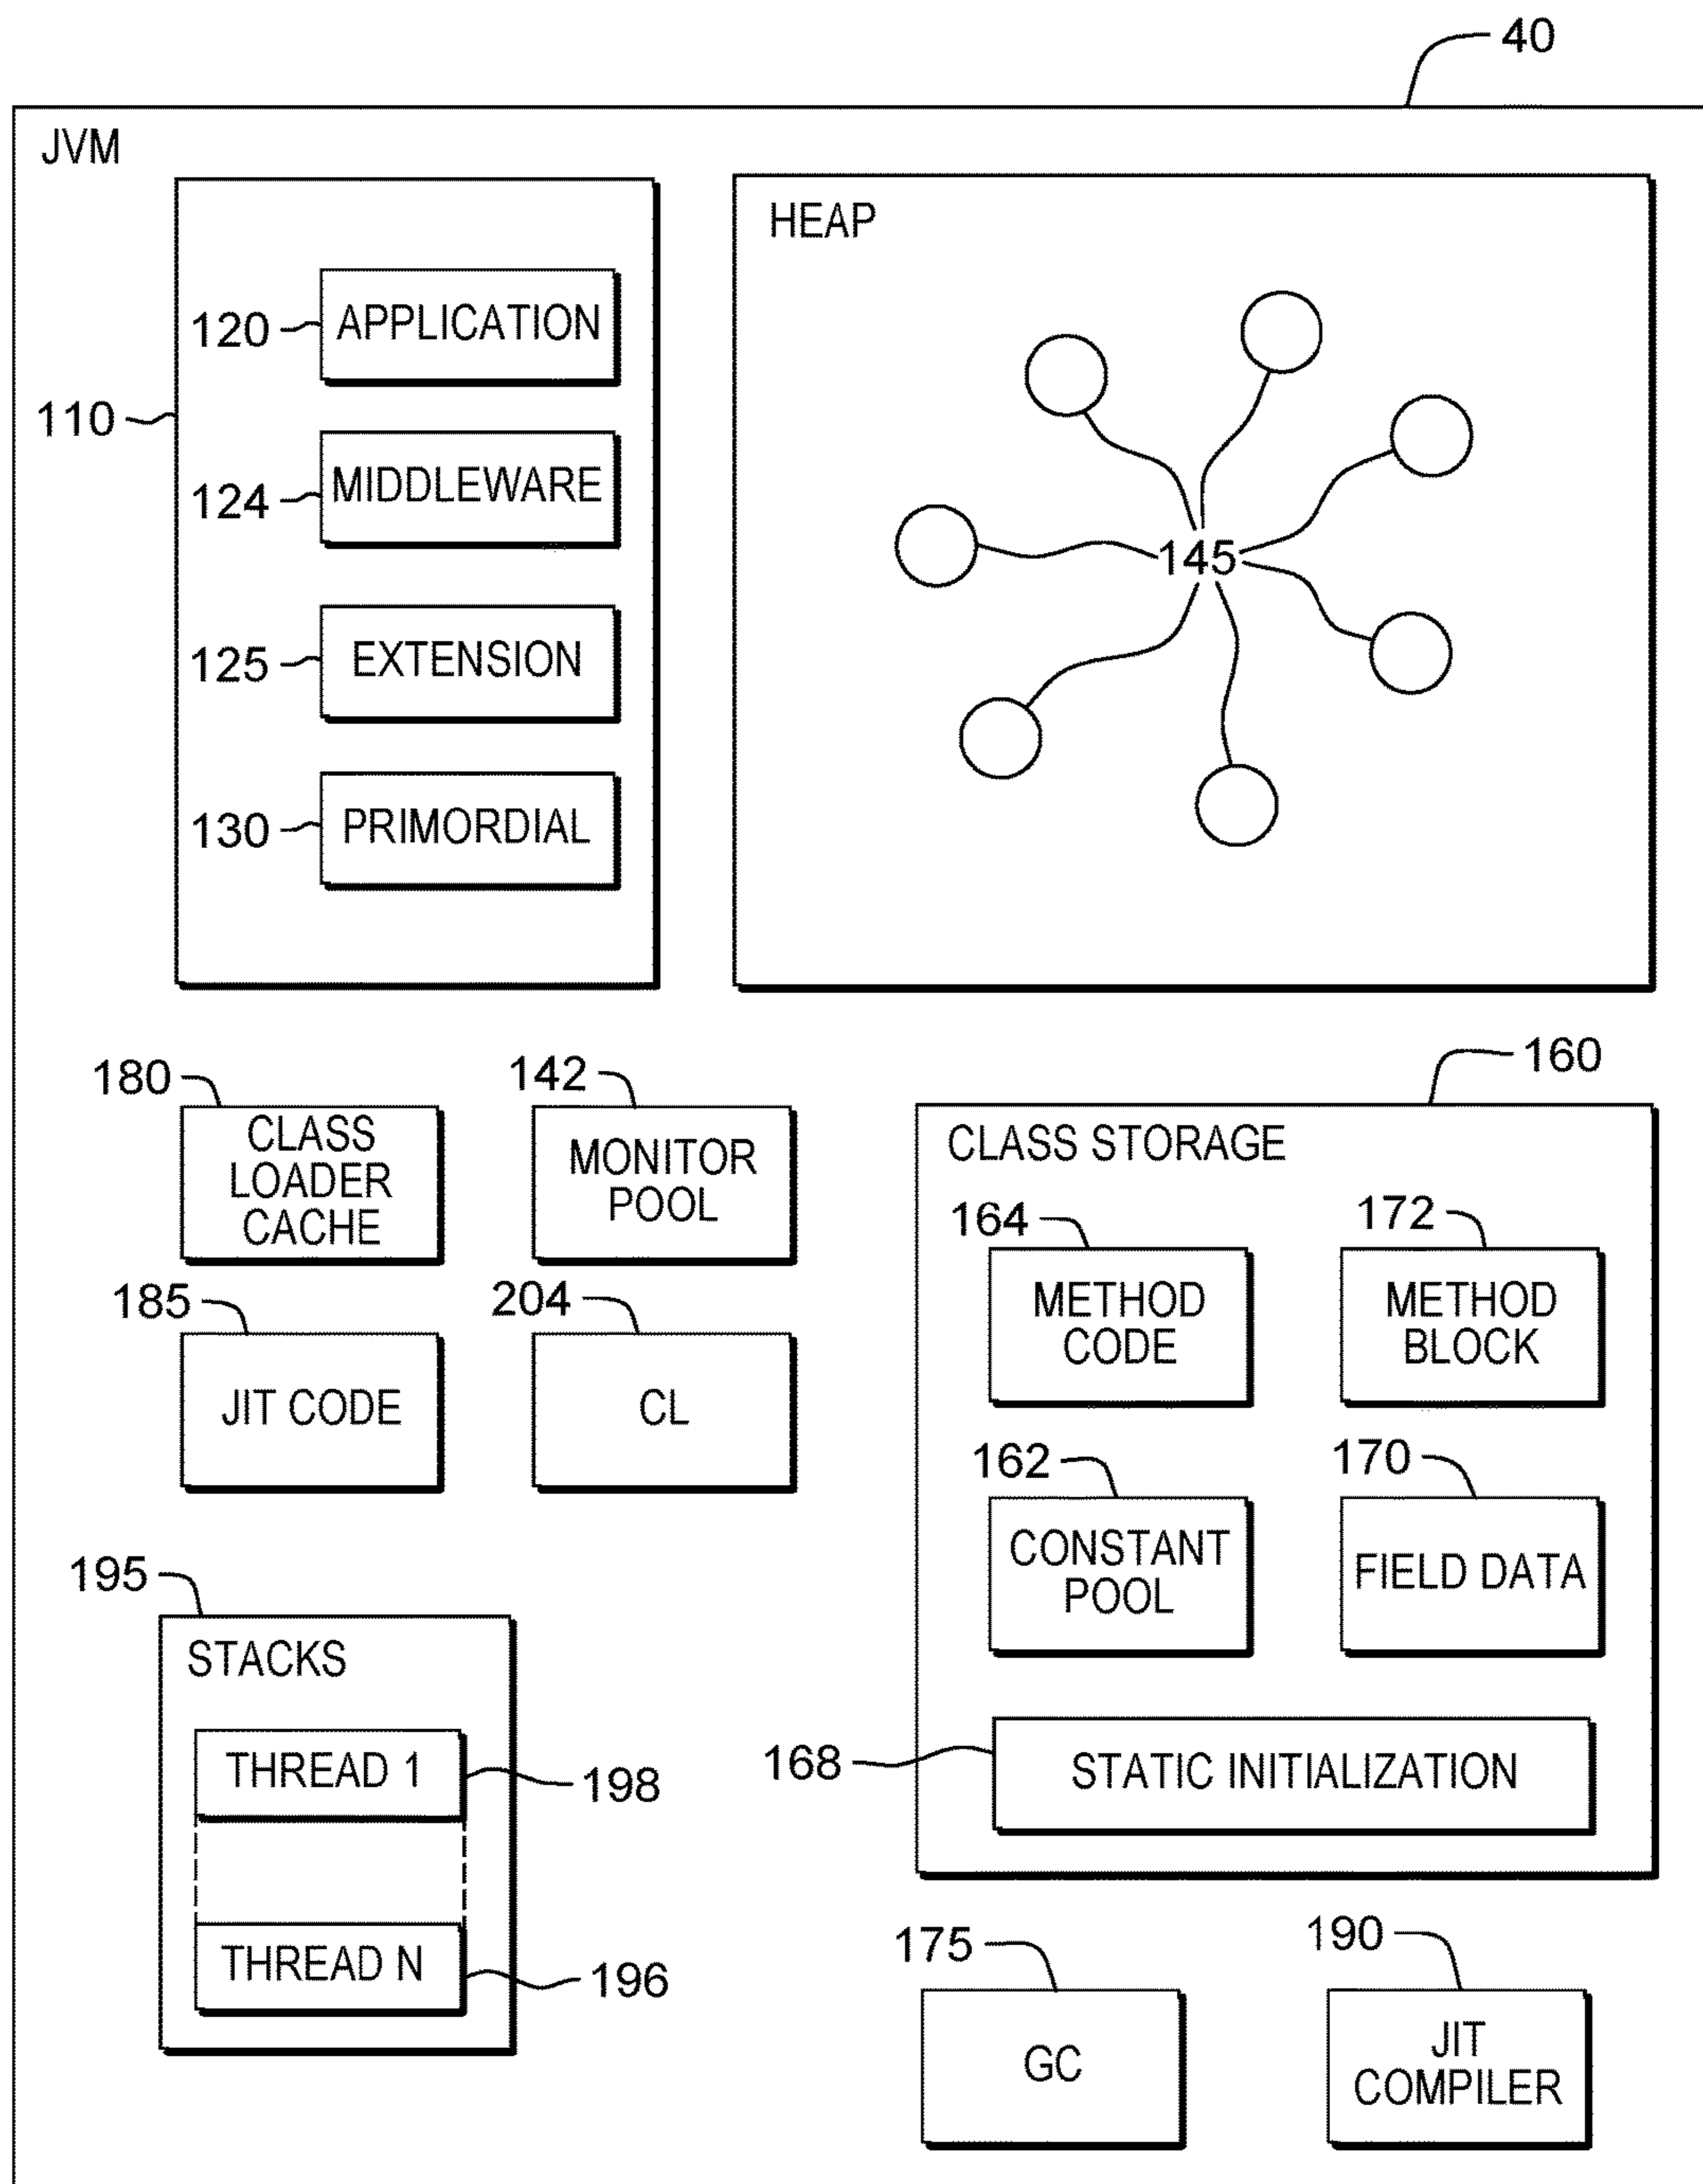 40
JVM
HEAP
120
APPLICATION
110
124
MIDDLEWARE
145
125
EXTENSION
130
PRIMORDIAL
180
142
160
CLASS
LOADER
CACHE
MONITOR
POOL
CLASS STORAGE
164
172
METHOD
CODE
METHOD
BLOCK
185
204
JIT CODE
CL
162
170
CONSTANT
POOL
FIELD DATA
195
STACKS
168
STATIC INITIALIZATION
THREAD 1
198
THREAD N
196
175
190
GC
JIT
COMPILER